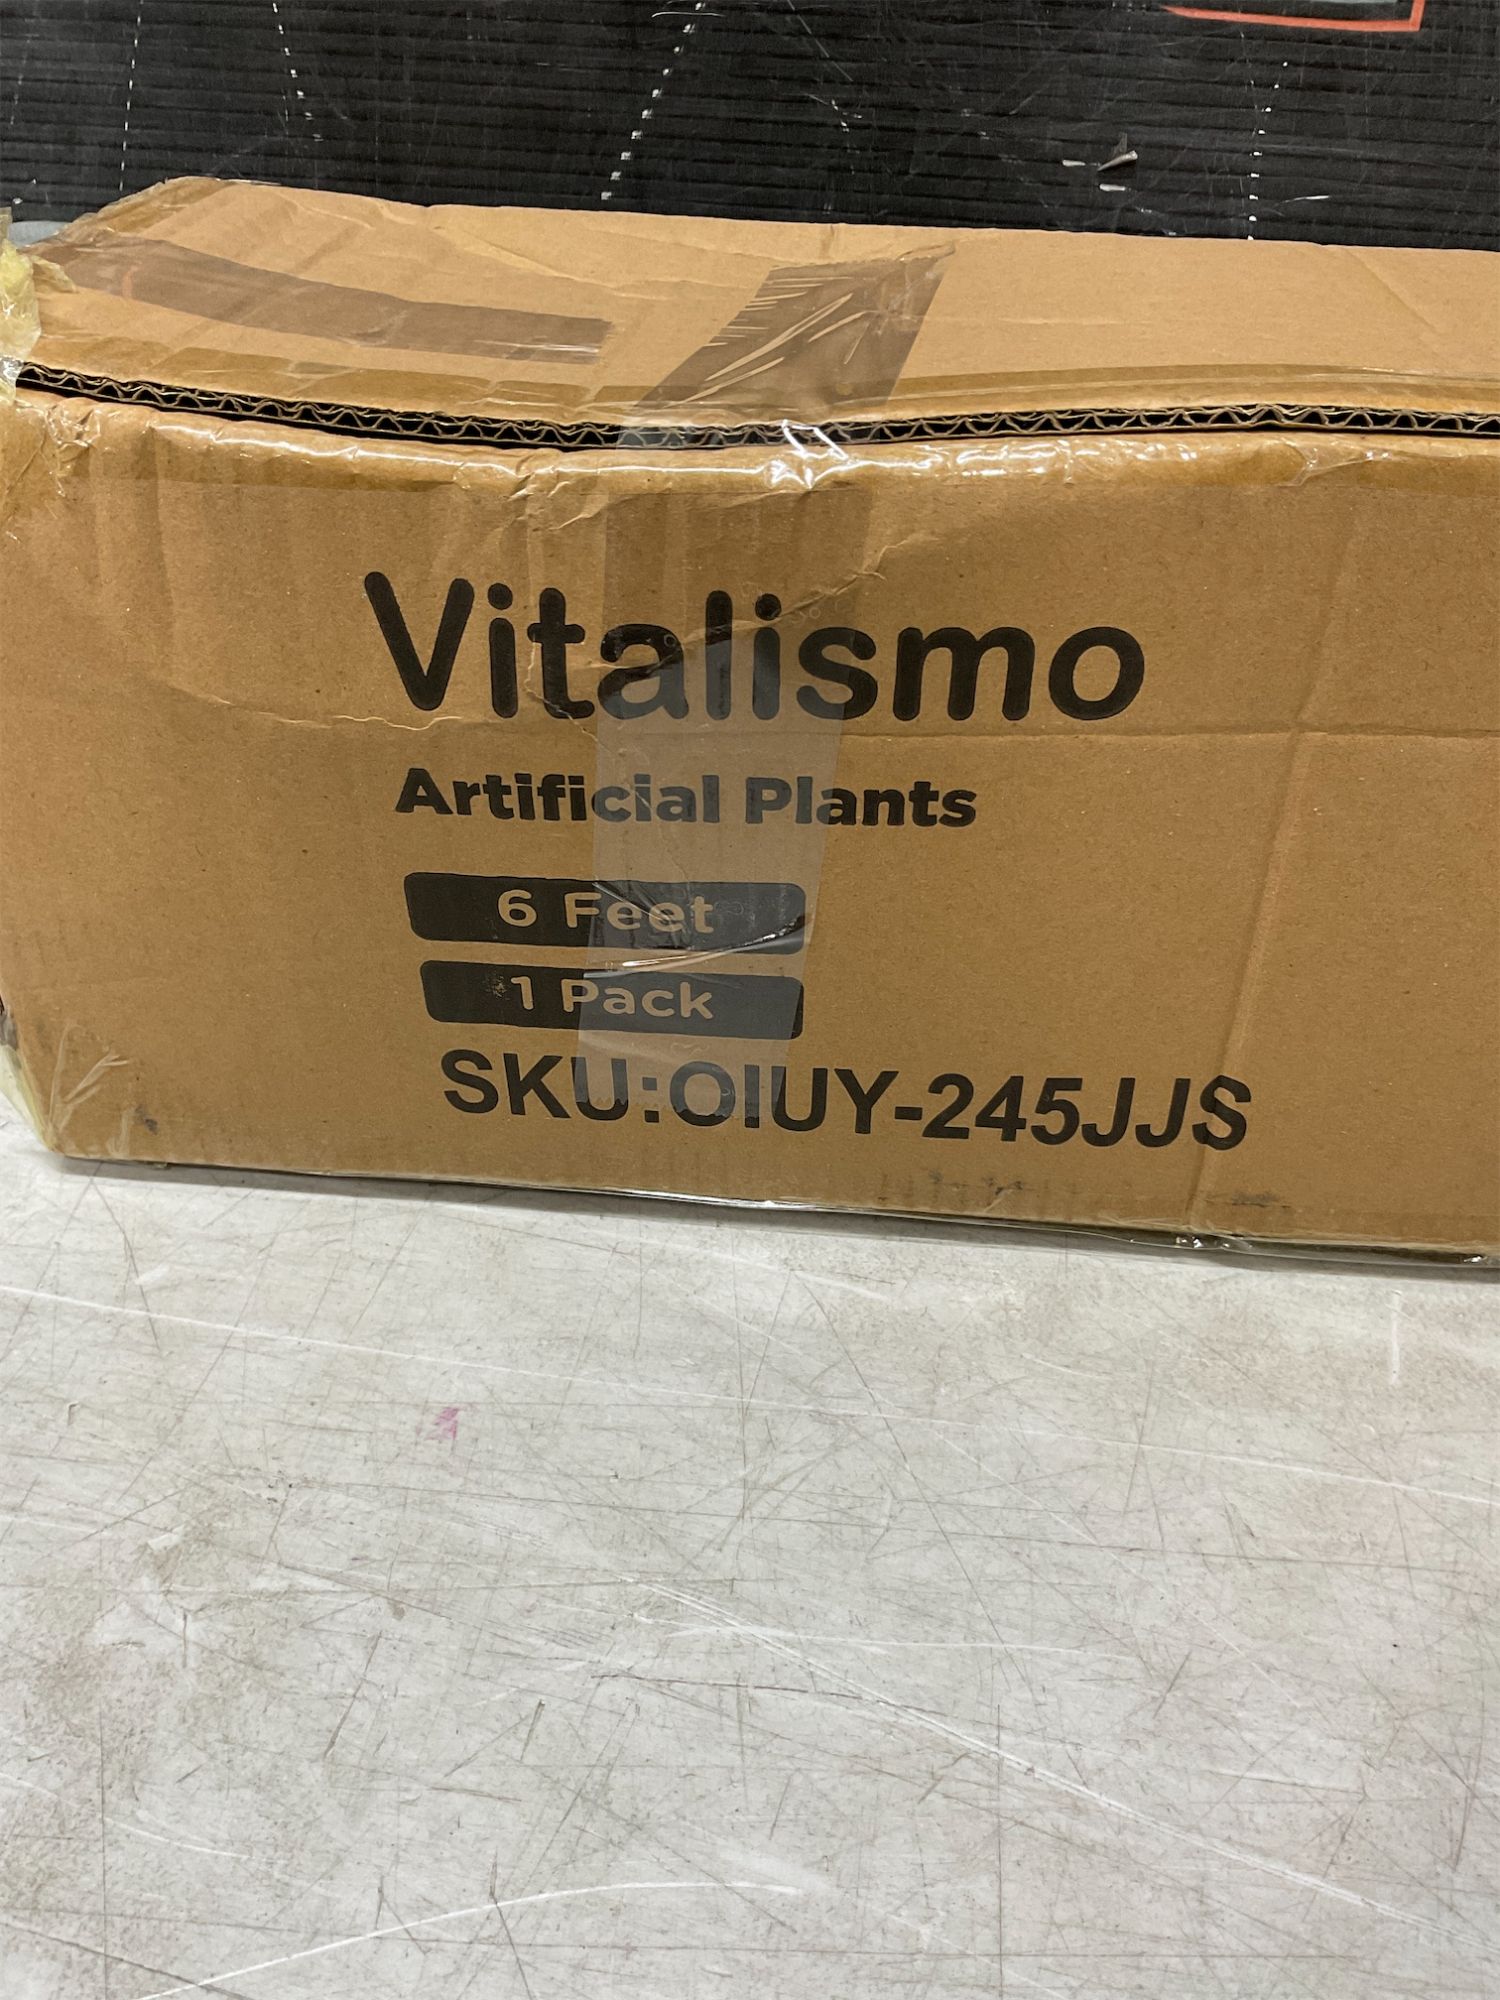 Vitalismo
Artificial Plants
6 Feet
1 Pack
SKU:OIUY-245JJS